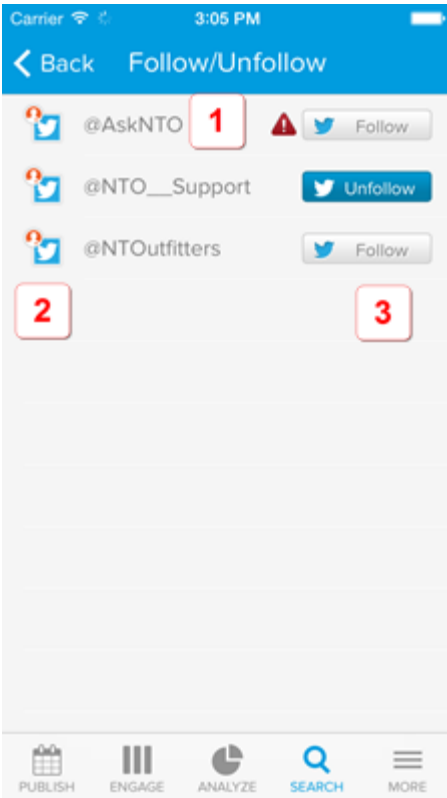 Carrier 3:05 PM
Back Follow/Unfollow
@AskNTO 1 Follow
@NTO__Support Unfollow
@NTOutfitters Follow
2 3
PUBLISH ENGAGE ANALYZE SEARCH MORE